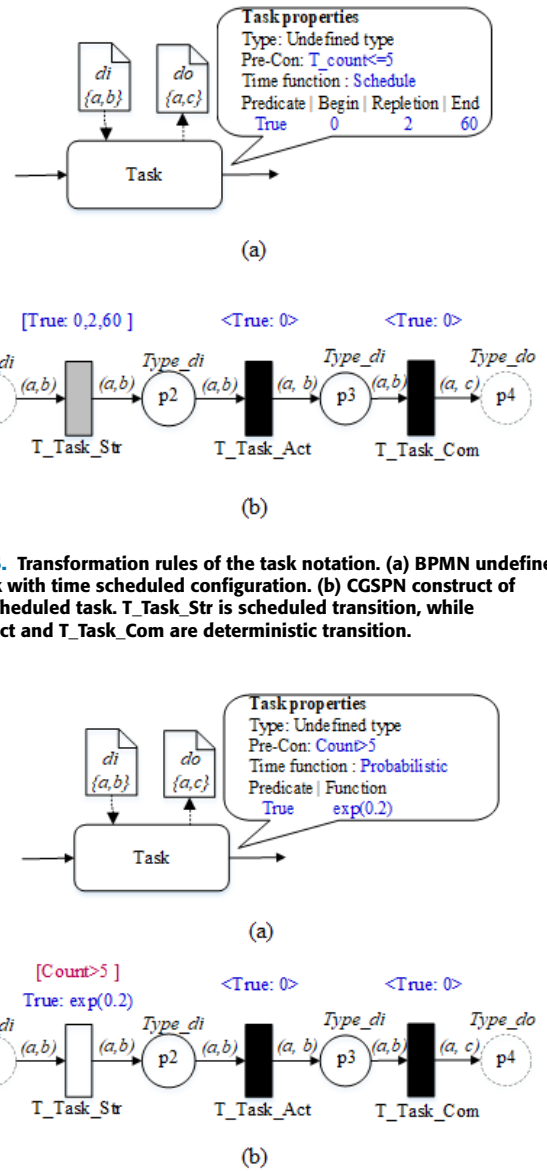 Task properties
Type: Undefined type
Pre-Con: T_count<=5
Time function : Schedule
Predicate | Begin | Repletion | End
True 0 2 60
di
{a,b}
do
{a,c}
Task
(a)
[True: 0,2,60 ]
<True: 0>
<True: 0>
di
Type_di
Type_di
Type_do
(a,b)
(a,b)
p2
(a,b)
(a, b)
p3
(a,b)
(a, c)
p4
T_Task_Str
T_Task_Act
T_Task_Com
(b)
Transformation rules of the task notation. (a) BPMN undefine
with time scheduled configuration. (b) CGSPN construct of
heduled task. T_Task_Str is scheduled transition, while
ct and T_Task_Com are deterministic transition.
Task properties
Type: Undefined type
Pre-Con: Count>5
Time function : Probabilistic
Predicate | Function
True exp(0.2)
di
{a,b}
do
{a,c}
Task
(a)
[Count>5 ]
True: exp(0.2)
<True: 0>
<True: 0>
di
Type_di
Type_di
Type_do
(a,b)
(a,b)
p2
(a,b)
(a, b)
p3
(a,b)
(a, c)
p4
T_Task_Str
T_Task_Act
T_Task_Com
(b)